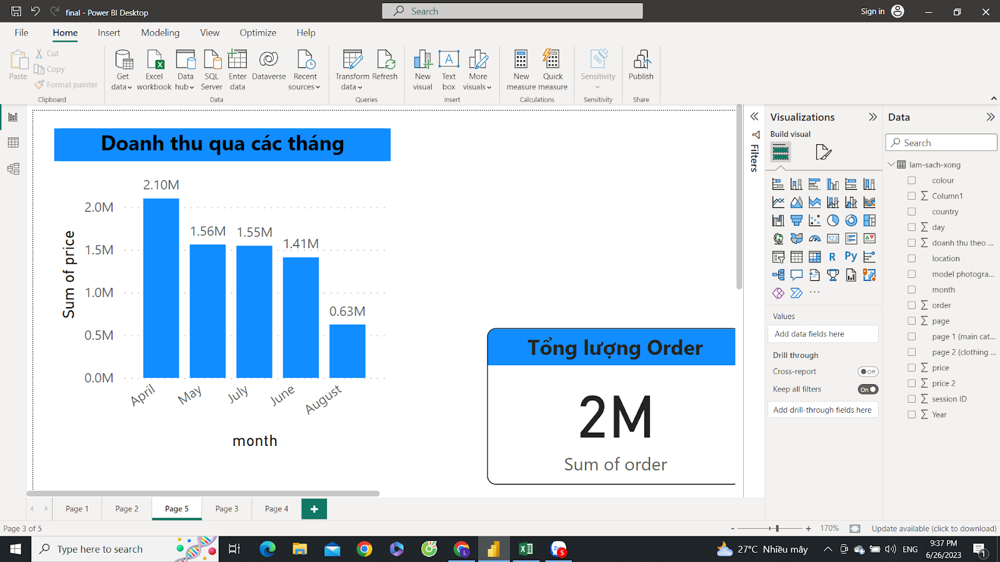 final - Power BI Desktop
Search
Sign in
File
Home
Insert
Modeling
View
Optimize
Help
Paste
Cut
Copy
Format painter
Clipboard
Get data
Excel workbook
Data hub
SQL Server
Enter data
Dataverse
Recent sources
Data
Transform data
Refresh
Queries
New visual
Text box
More visuals
Insert
New measure
Quick measure
Calculations
Sensitivity
Sensitivity
Publish
Share
Doanh thu qua các tháng
2.10M
1.56M
1.55M
1.41M
0.63M
2.0M
1.5M
1.0M
0.5M
0.0M
Sum of price
April
May
July
June
August
month
Tổng lượng Order
2M
Sum of order
Filters
Visualizations
Build visual
123
R
Py
...
Values
Add data fields here
Drill through
Cross-report
Off
Keep all filters
On
Add drill-through fields here
Data
Search
lam-sach-xong
colour
Column1
country
day
doanh thu theo ...
location
model photogra...
month
order
page
page 1 (main cat...
page 2 (clothing ...
price
price 2
session ID
Year
Page 1
Page 2
Page 5
Page 3
Page 4
+
Page 3 of 5
- + 170%
Update available (click to download)
Type here to search
L
5
27°C Nhiều mây
ENG
9:37 PM
6/26/2023
1